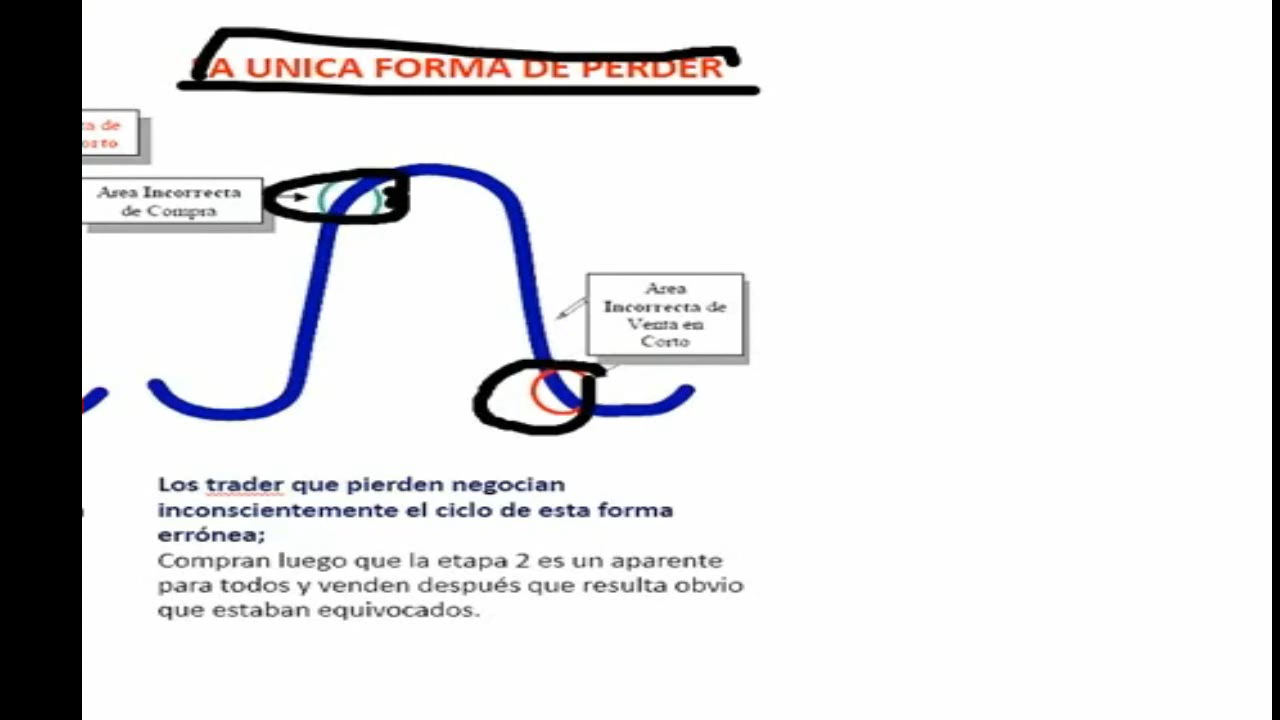 LA UNICA FORMA DE PERDER
de
Area Incorrecta
de Compra
Area
Incorrecta de
Venta en
Corto
Los trader que pierden negocian
inconscientemente el ciclo de esta forma
errónea;
Compran luego que la etapa 2 es un aparente
para todos y venden después que resulta obvio
que estaban equivocados.